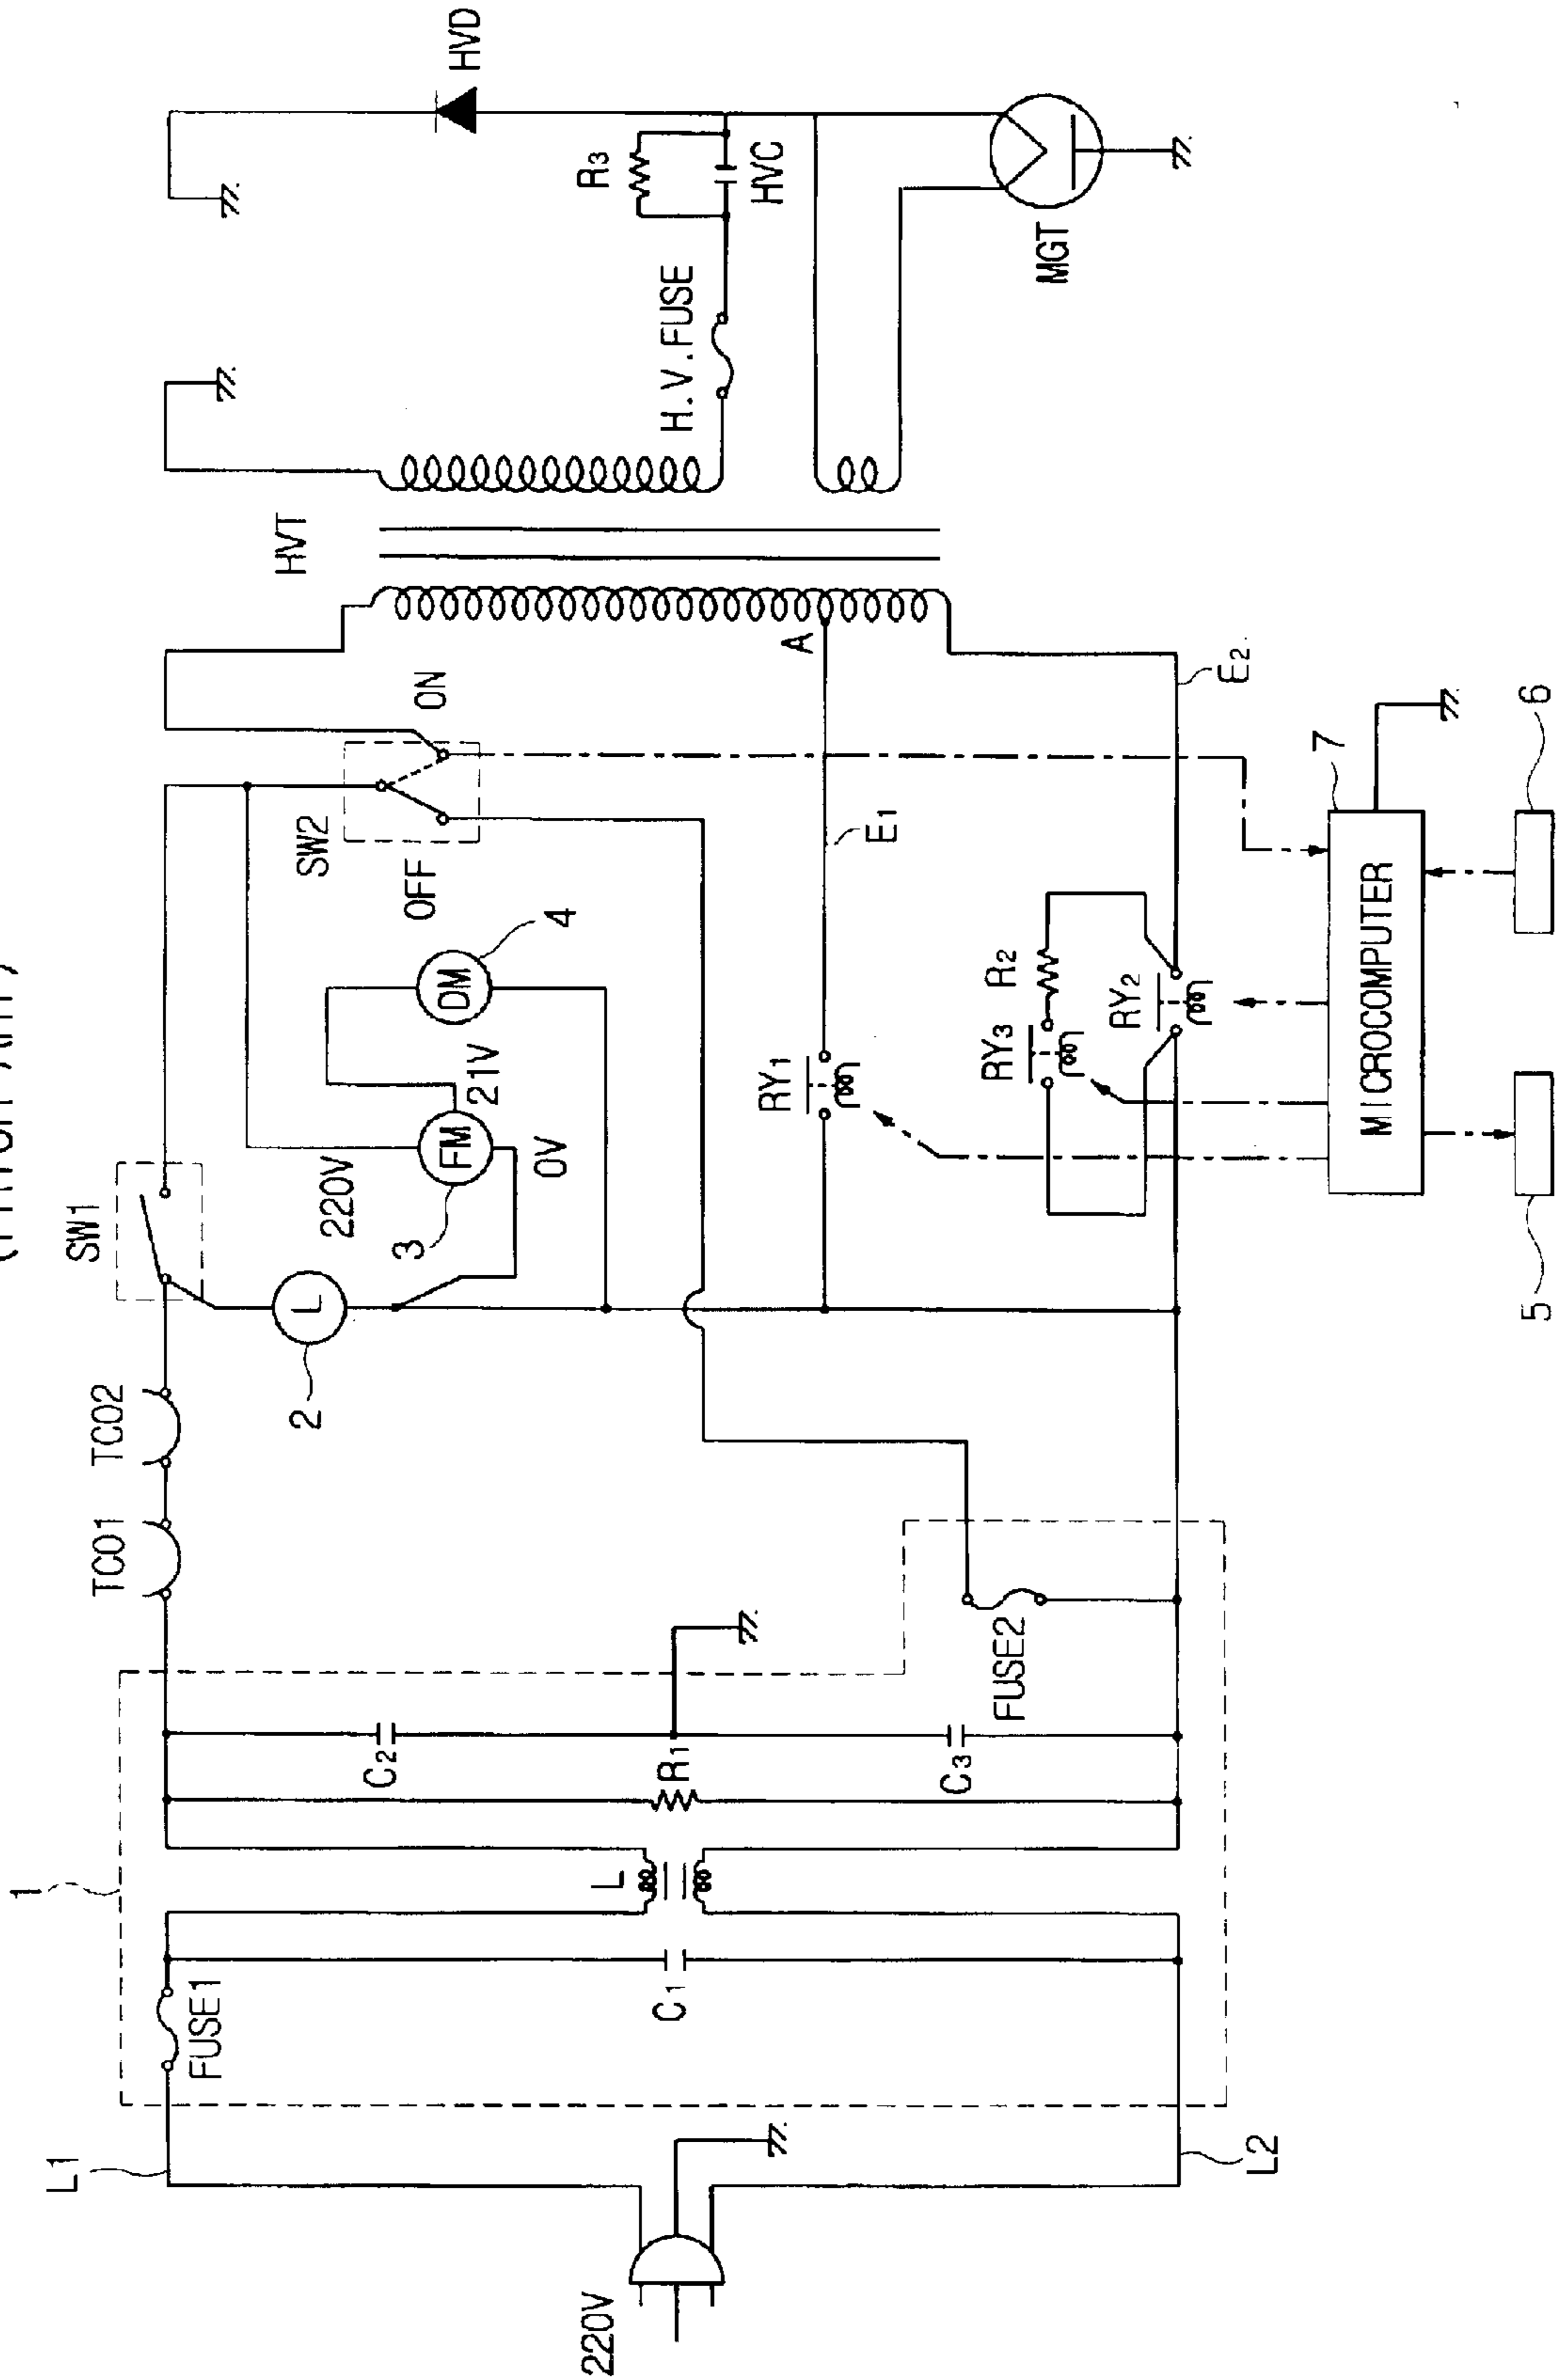 220V
L1
L2
1
FUSE1
C1
L
R1
C2
C3
FUSE2
TCO1
TCO2
SW1
2
L
220V
3
FM
0V
21V
DM
4
SW2
OFF
ON
HVT
A
E1
E2
RY1
RY3
R2
RY2
MICROCOMPUTER
7
5
6
H.V.FUSE
R3
HVC
HVD
MGT